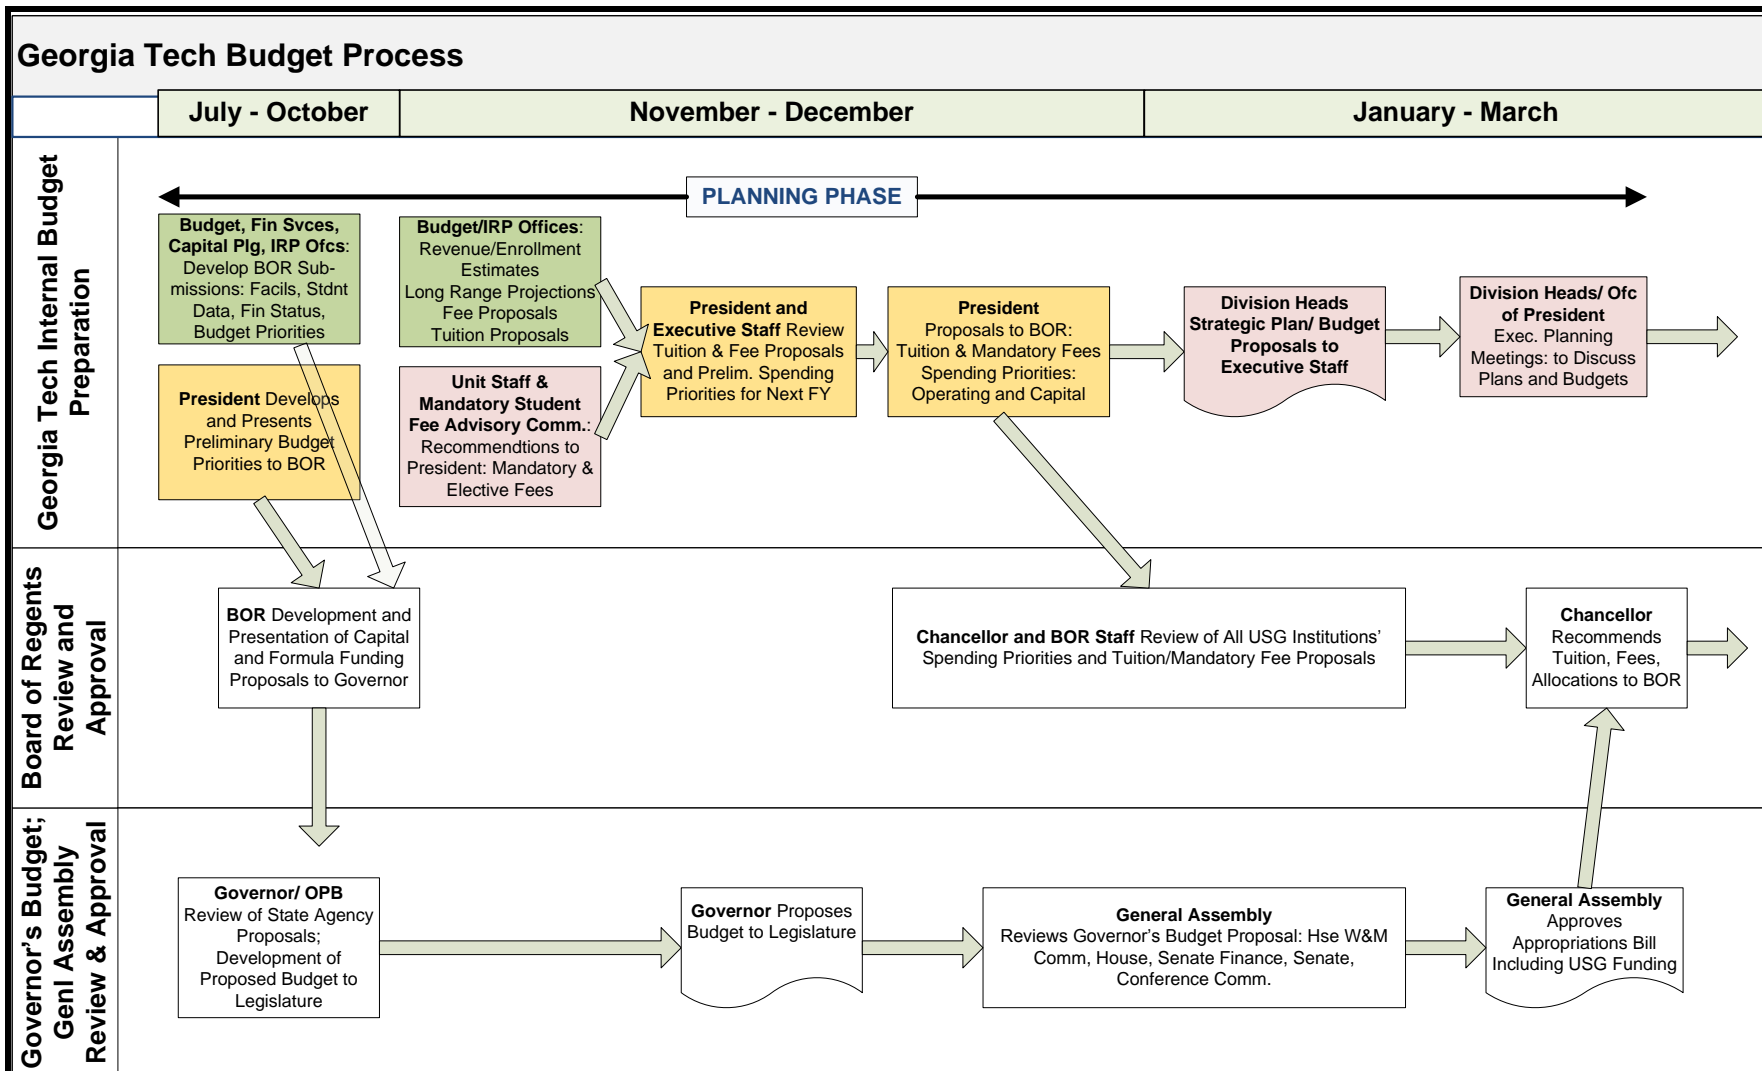 Georgia Tech Budget Process
July - October
November - December
January - March
Georgia Tech Internal Budget
Preparation
PLANNING PHASE
Budget, Fin Svces,
Capital Plg, IRP Ofcs:
Develop BOR Sub-
missions: Facils, Stdnt
Data, Fin Status,
Budget Priorities
President Develops
and Presents
Preliminary Budget
Priorities to BOR
Budget/IRP Offices:
Revenue/Enrollment
Estimates
Long Range Projections
Fee Proposals
Tuition Proposals
Unit Staff &
Mandatory Student
Fee Advisory Comm.:
Recommendtions to
President: Mandatory &
Elective Fees
President and
Executive Staff Review
Tuition & Fee Proposals
and Prelim. Spending
Priorities for Next FY
President
Proposals to BOR:
Tuition & Mandatory Fees
Spending Priorities:
Operating and Capital
Division Heads
Strategic Plan/ Budget
Proposals to
Executive Staff
Division Heads/ Ofc
of President
Exec. Planning
Meetings: to Discuss
Plans and Budgets
Board of Regents
Review and
Approval
BOR Development and
Presentation of Capital
and Formula Funding
Proposals to Governor
Chancellor and BOR Staff Review of All USG Institutions’
Spending Priorities and Tuition/Mandatory Fee Proposals
Chancellor
Recommends
Tuition, Fees,
Allocations to BOR
Governor’s Budget;
Genl Assembly
Review & Approval
Governor/ OPB
Review of State Agency
Proposals;
Development of
Proposed Budget to
Legislature
Governor Proposes
Budget to Legislature
General Assembly
Reviews Governor’s Budget Proposal: Hse W&M
Comm, House, Senate Finance, Senate,
Conference Comm.
General Assembly
Approves
Appropriations Bill
Including USG Funding